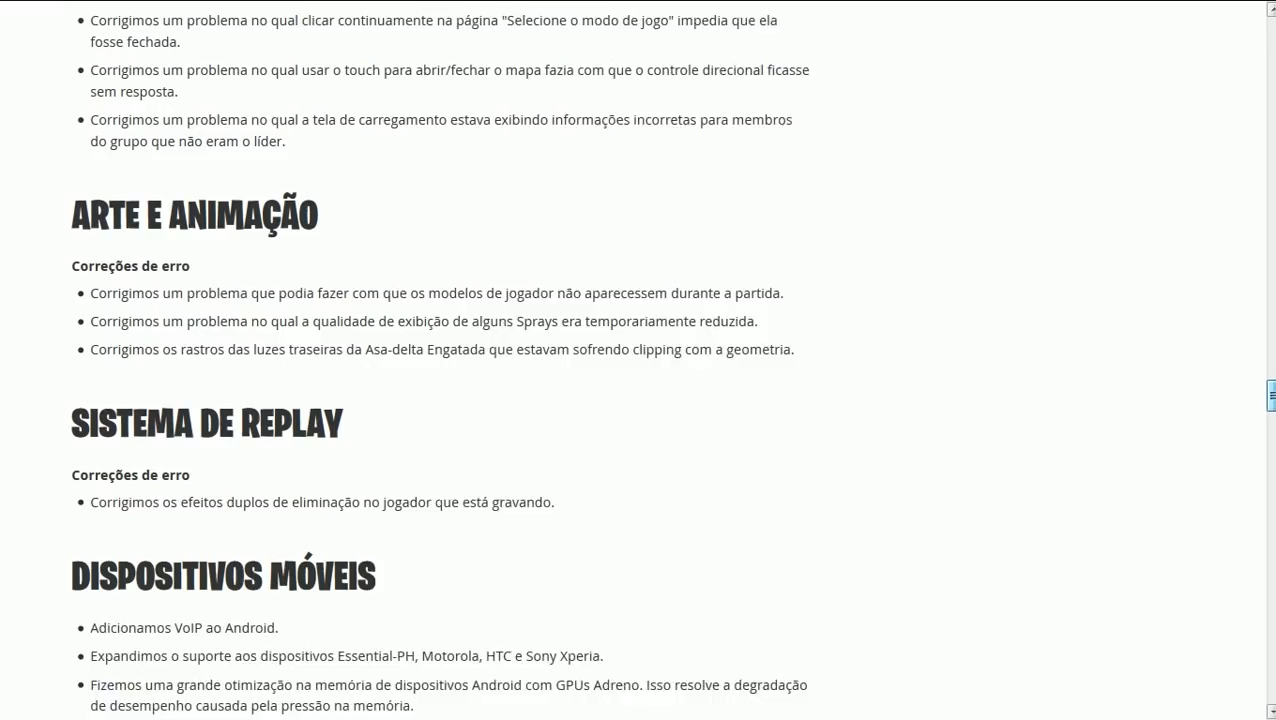 Corrigimos um problema no qual clicar continuamente na página "Selecione o modo de jogo" impedia que ela
fosse fechada.
Corrigimos um problema no qual usar o touch para abrir/fechar o mapa fazia com que o controle direcional ficasse
sem resposta.
Corrigimos um problema no qual a tela de carregamento estava exibindo informações incorretas para membros
do grupo que não eram o líder.
ARTE E ANIMAÇÃO
Correções de erro
Corrigimos um problema que podia fazer com que os modelos de jogador não aparecessem durante a partida.
Corrigimos um problema no qual a qualidade de exibição de alguns Sprays era temporariamente reduzida.
Corrigimos os rastros das luzes traseiras da Asa-delta Engatada que estavam sofrendo clipping com a geometria.
SISTEMA DE REPLAY
Correções de erro
Corrigimos os efeitos duplos de eliminação no jogador que está gravando.
DISPOSITIVOS MÓVEIS
Adicionamos VoIP ao Android.
Expandimos o suporte aos dispositivos Essential-PH, Motorola, HTC e Sony Xperia.
Fizemos uma grande otimização na memória de dispositivos Android com GPUs Adreno. Isso resolve a degradação
de desempenho causada pela pressão na memória.